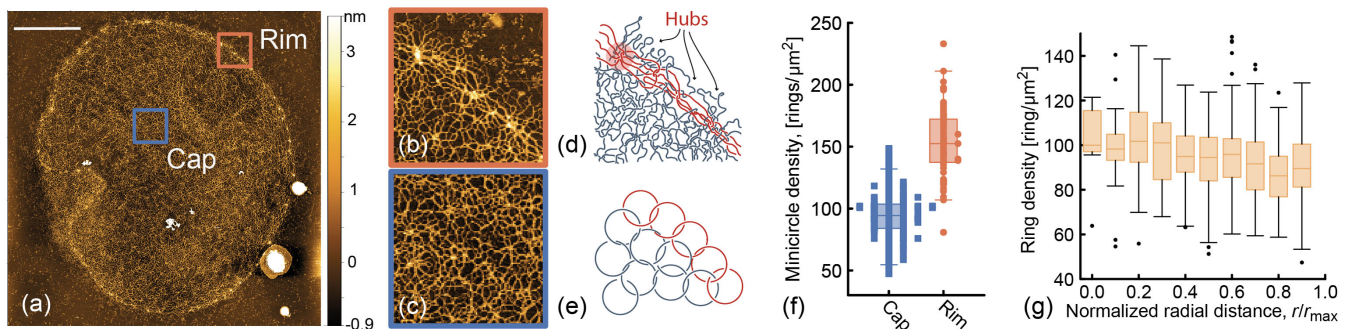 nm
3
2
1
0
-0.9
Rim
Cap
(a)
(b)
(c)
Hubs
(d)
(e)
Minicircle density, [rings/μm²]
250
200
150
100
50
Cap
Rim
(f)
Ring density [ring/μm²]
140
120
100
80
60
40
0.0 0.2 0.4 0.6 0.8 1.0
(g) Normalized radial distance, r/rmax